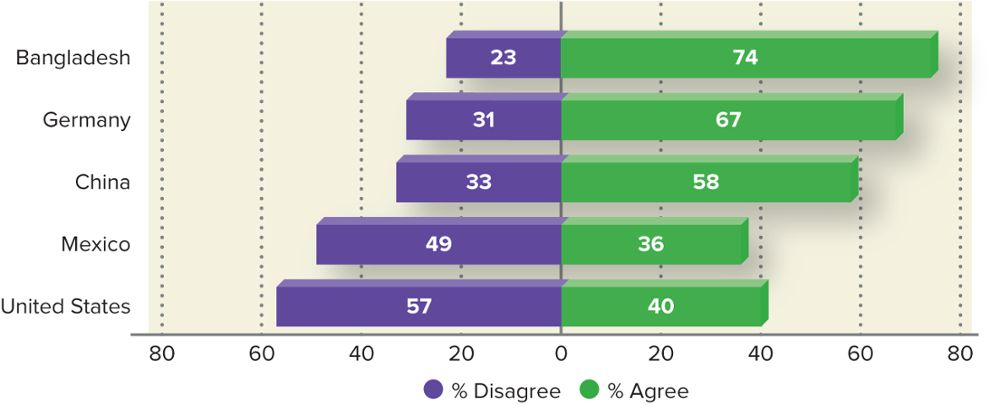 Bangladesh 23 74
Germany 31 67
China 33 58
Mexico 49 36
United States 57 40
80 60 40 20 0 20 40 60 80
% Disagree % Agree